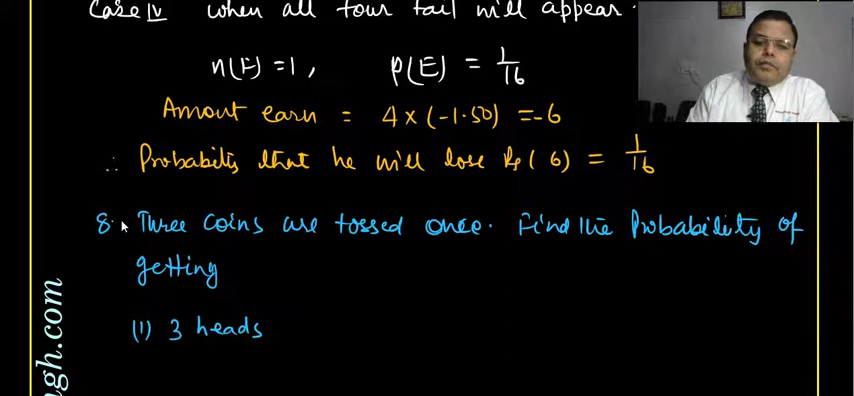 Case IV when all four tail will appear.
n(E) = 1, P(E) = 1/16
Amout earn = 4 × (-1.50) = -6
∴ Probability that he will lose Rs( 6) = 1/16
8. Three Coins are tossed once. Find the Probability of
getting
(1) 3 heads
ngh.com